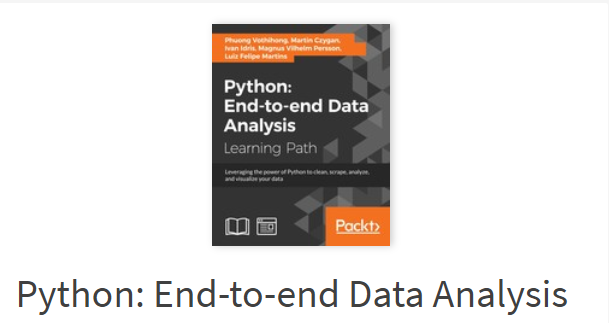 Phuong Vothihong, Martin Czygan,
Ivan Idris, Magnus Vilhelm Persson,
Luiz Felipe Martins
Python:
End-to-end Data
Analysis
Learning Path
Leveraging the power of Python to clean, scrape, analyze,
and visualize your data
Packt>
Python: End-to-end Data Analysis